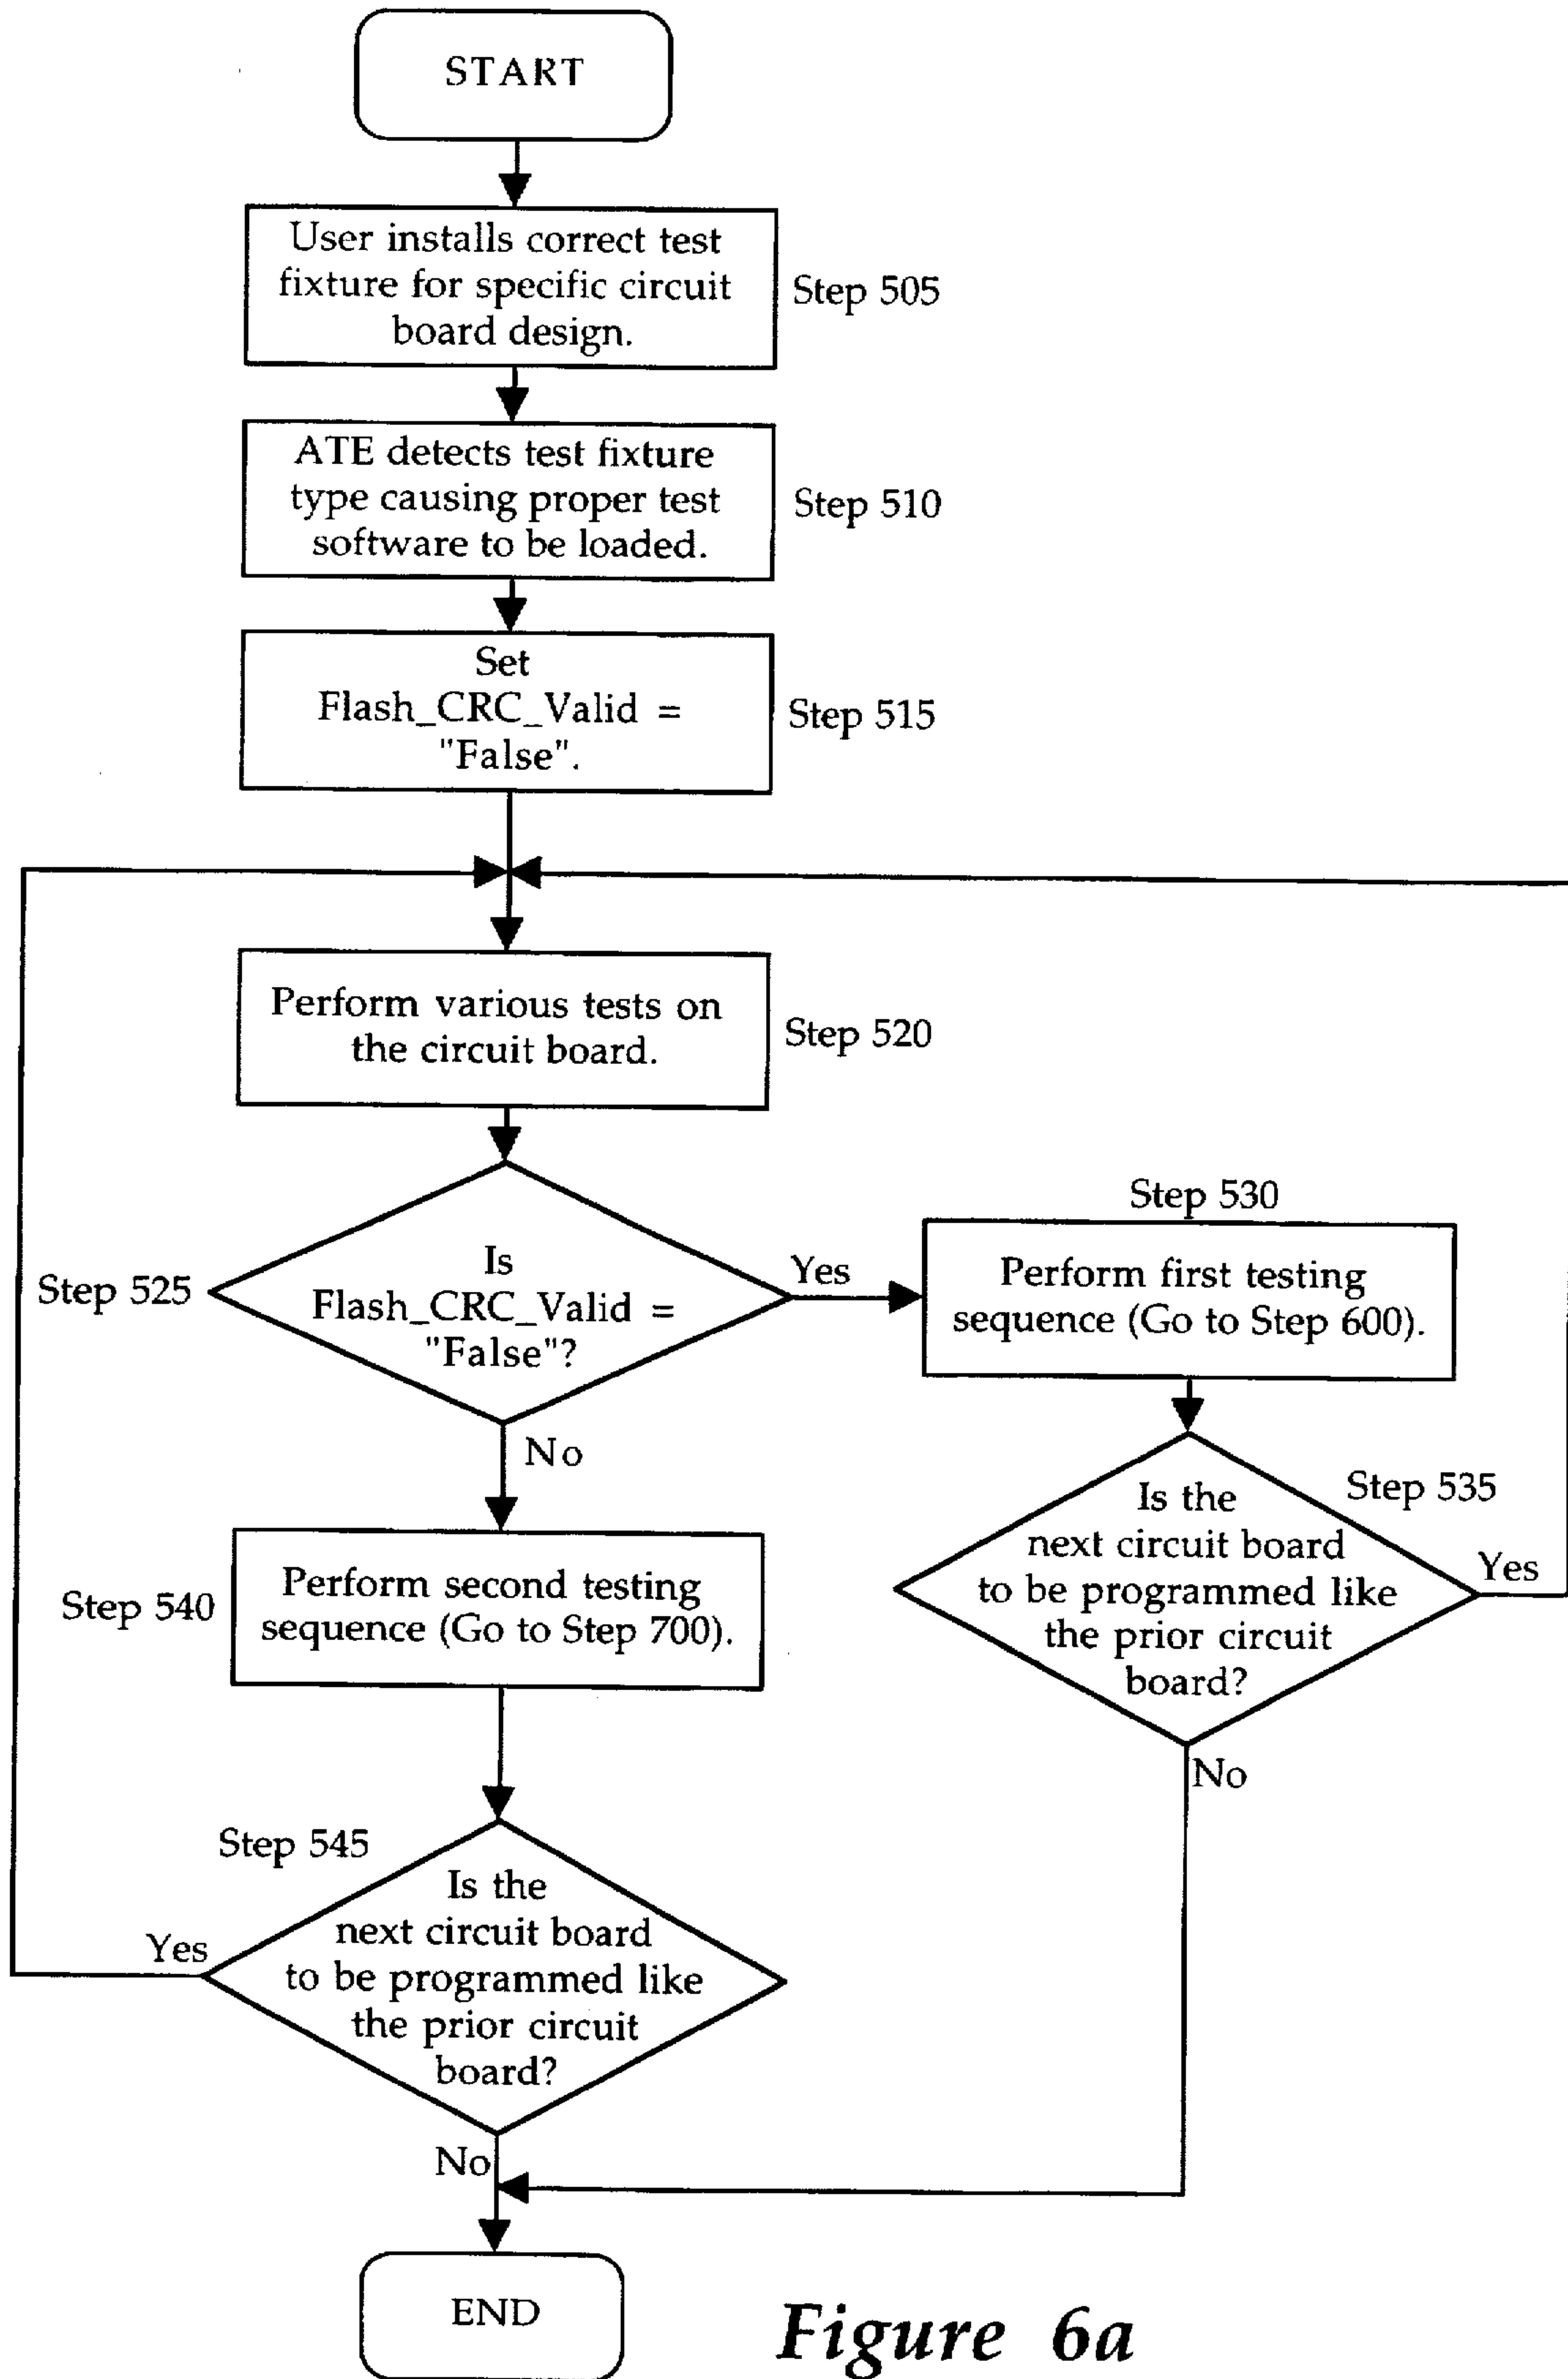 START
User installs correct test
fixture for specific circuit
board design.
Step 505
ATE detects test fixture
type causing proper test
software to be loaded.
Step 510
Set
Flash_CRC_Valid =
"False".
Step 515
Perform various tests on
the circuit board.
Step 520
Step 525
Is
Flash_CRC_Valid =
"False"?
Yes
No
Step 530
Perform first testing
sequence (Go to Step 600).
Step 535
Is the
next circuit board
to be programmed like
the prior circuit
board?
Yes
No
Step 540
Perform second testing
sequence (Go to Step 700).
Step 545
Is the
next circuit board
to be programmed like
the prior circuit
board?
Yes
No
END
Figure 6a